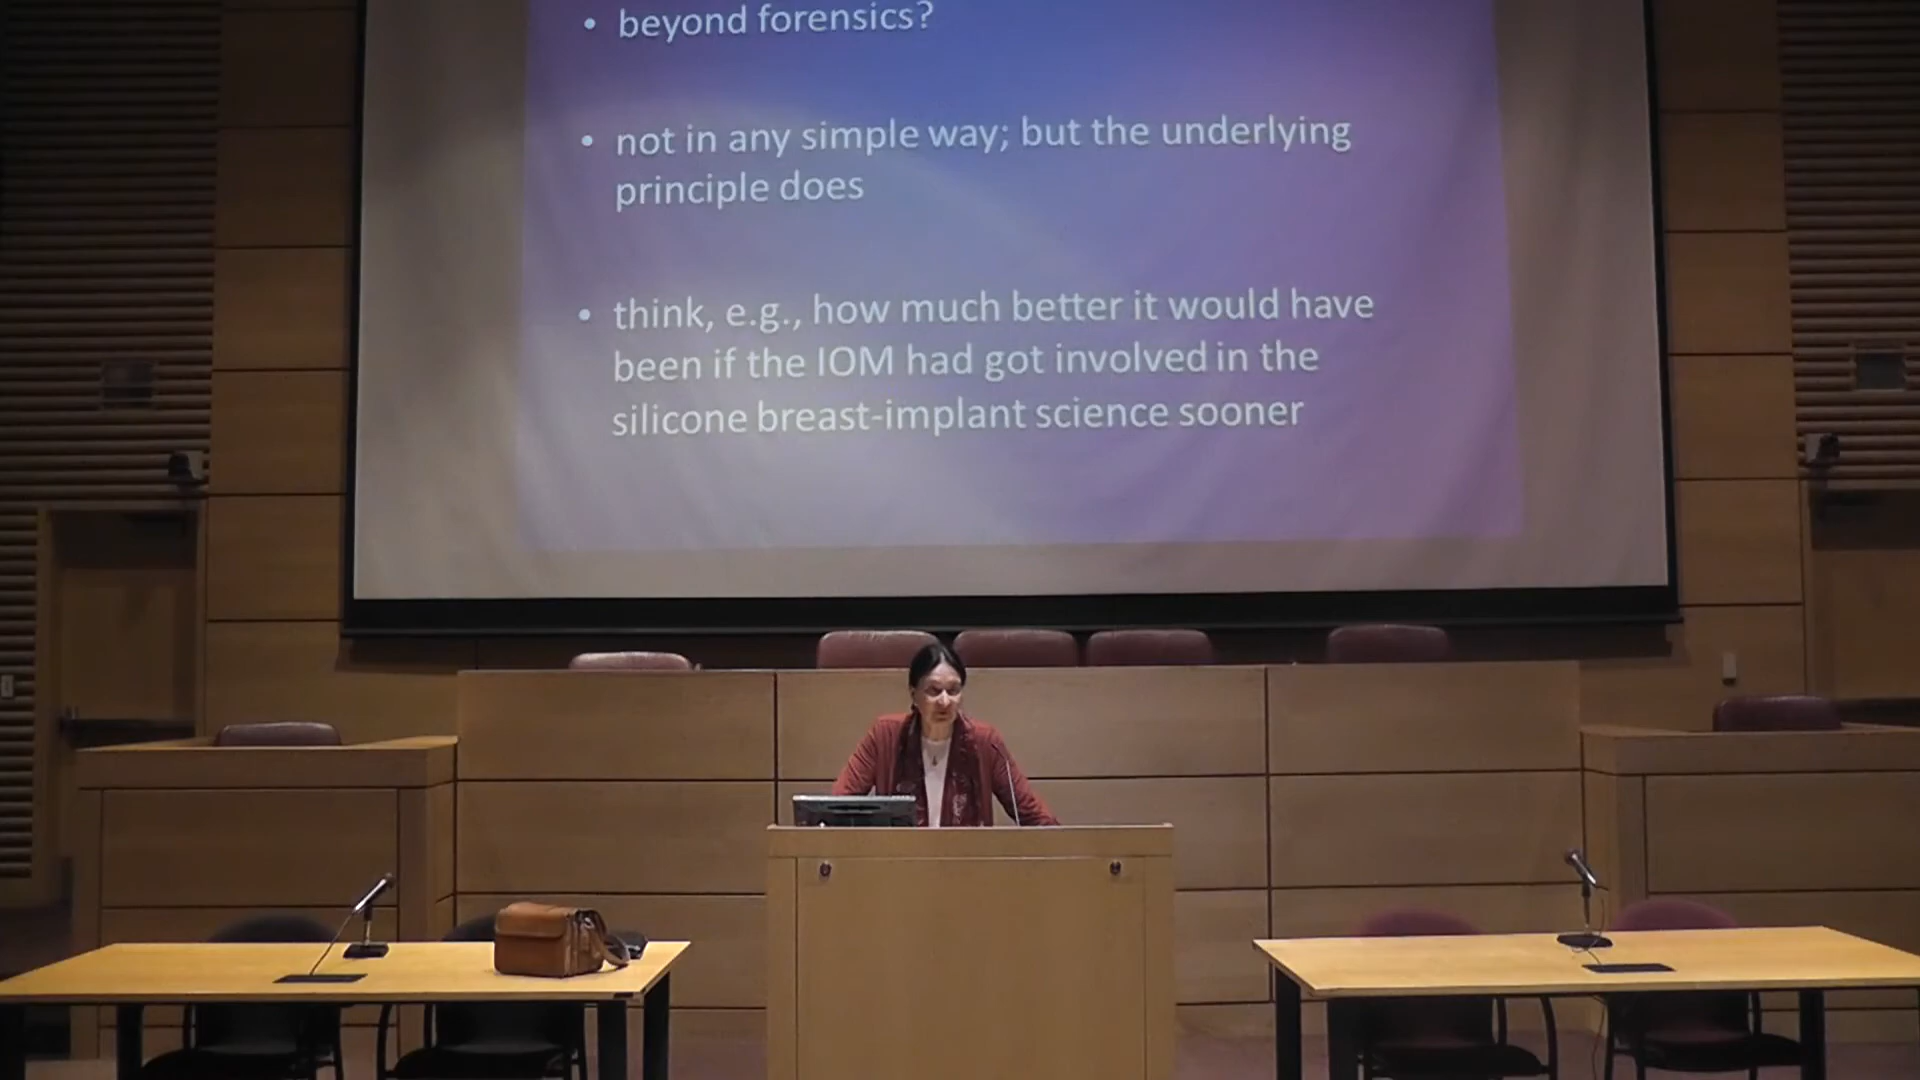 • beyond forensics?
• not in any simple way; but the underlying
principle does
• think, e.g., how much better it would have
been if the IOM had got involved in the
silicone breast-implant science sooner